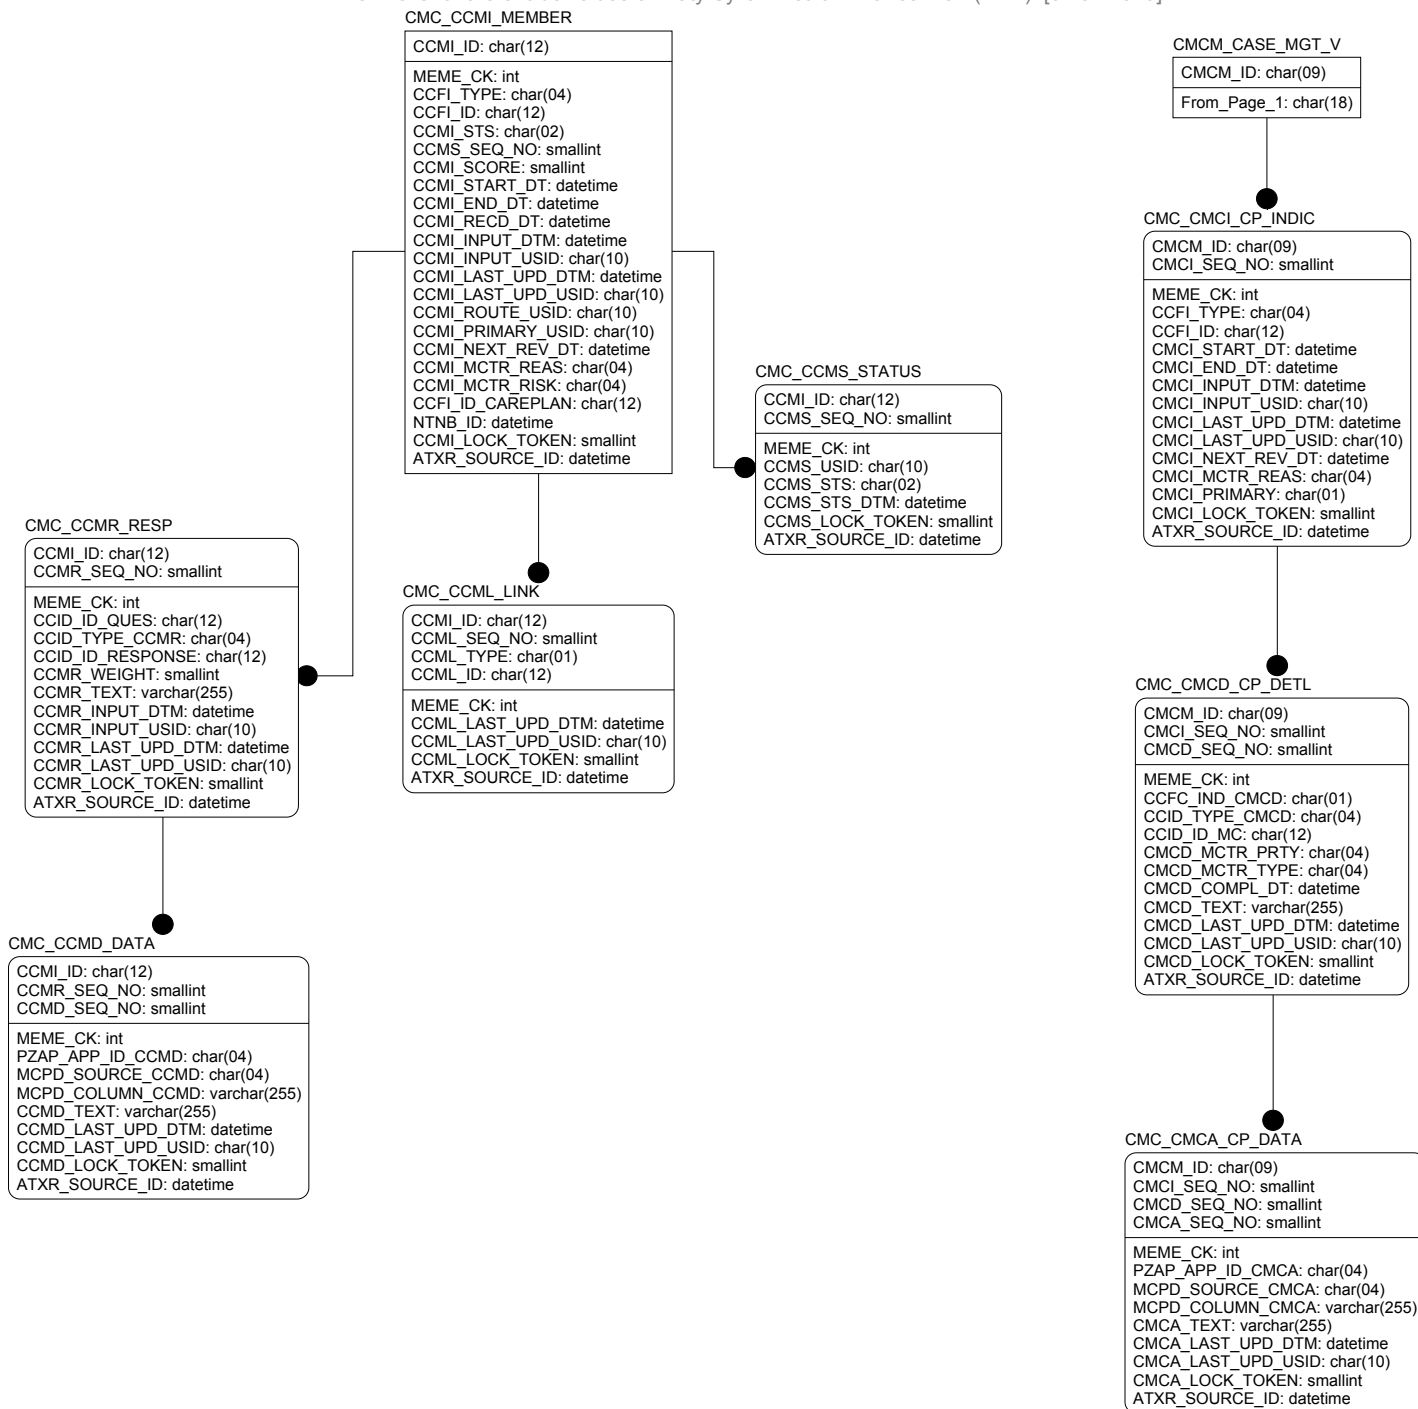 CMC_CCMI_MEMBER
CCMI_ID: char(12)
MEME_CK: int
CCFI_TYPE: char(04)
CCFI_ID: char(12)
CCMI_STS: char(02)
CCMS_SEQ_NO: smallint
CCMI_SCORE: smallint
CCMI_START_DT: datetime
CCMI_END_DT: datetime
CCMI_RECD_DT: datetime
CCMI_INPUT_DTM: datetime
CCMI_INPUT_USID: char(10)
CCMI_LAST_UPD_DTM: datetime
CCMI_LAST_UPD_USID: char(10)
CCMI_ROUTE_USID: char(10)
CCMI_PRIMARY_USID: char(10)
CCMI_NEXT_REV_DT: datetime
CCMI_MCTR_REAS: char(04)
CCMI_MCTR_RISK: char(04)
CCFI_ID_CAREPLAN: char(12)
NTNB_ID: datetime
CCMI_LOCK_TOKEN: smallint
ATXR_SOURCE_ID: datetime
CMCM_CASE_MGT_V
CMCM_ID: char(09)
From_Page_1: char(18)
CMC_CMCI_CP_INDIC
CMCM_ID: char(09)
CMCI_SEQ_NO: smallint
MEME_CK: int
CCFI_TYPE: char(04)
CCFI_ID: char(12)
CMCI_START_DT: datetime
CMCI_END_DT: datetime
CMCI_INPUT_DTM: datetime
CMCI_INPUT_USID: char(10)
CMCI_LAST_UPD_DTM: datetime
CMCI_LAST_UPD_USID: char(10)
CMCI_NEXT_REV_DT: datetime
CMCI_MCTR_REAS: char(04)
CMCI_PRIMARY: char(01)
CMCI_LOCK_TOKEN: smallint
ATXR_SOURCE_ID: datetime
CMC_CCMS_STATUS
CCMI_ID: char(12)
CCMS_SEQ_NO: smallint
MEME_CK: int
CCMS_USID: char(10)
CCMS_STS: char(02)
CCMS_STS_DTM: datetime
CCMS_LOCK_TOKEN: smallint
ATXR_SOURCE_ID: datetime
CMC_CCMR_RESP
CCMI_ID: char(12)
CCMR_SEQ_NO: smallint
MEME_CK: int
CCID_ID_QUES: char(12)
CCID_TYPE_CCMR: char(04)
CCID_ID_RESPONSE: char(12)
CCMR_WEIGHT: smallint
CCMR_TEXT: varchar(255)
CCMR_INPUT_DTM: datetime
CCMR_INPUT_USID: char(10)
CCMR_LAST_UPD_DTM: datetime
CCMR_LAST_UPD_USID: char(10)
CCMR_LOCK_TOKEN: smallint
ATXR_SOURCE_ID: datetime
CMC_CCML_LINK
CCMI_ID: char(12)
CCML_SEQ_NO: smallint
CCML_TYPE: char(01)
CCML_ID: char(12)
MEME_CK: int
CCML_LAST_UPD_DTM: datetime
CCML_LAST_UPD_USID: char(10)
CCML_LOCK_TOKEN: smallint
ATXR_SOURCE_ID: datetime
CMC_CMCD_CP_DETL
CMCM_ID: char(09)
CMCI_SEQ_NO: smallint
CMCD_SEQ_NO: smallint
MEME_CK: int
CCFC_IND_CMCD: char(01)
CCID_TYPE_CMCD: char(04)
CCID_ID_MC: char(12)
CMCD_MCTR_PRTY: char(04)
CMCD_MCTR_TYPE: char(04)
CMCD_COMPL_DT: datetime
CMCD_TEXT: varchar(255)
CMCD_LAST_UPD_DTM: datetime
CMCD_LAST_UPD_USID: char(10)
CMCD_LOCK_TOKEN: smallint
ATXR_SOURCE_ID: datetime
CMC_CCMD_DATA
CCMI_ID: char(12)
CCMR_SEQ_NO: smallint
CCMD_SEQ_NO: smallint
MEME_CK: int
PZAP_APP_ID_CCMD: char(04)
MCPD_SOURCE_CCMD: char(04)
MCPD_COLUMN_CCMD: varchar(255)
CCMD_TEXT: varchar(255)
CCMD_LAST_UPD_DTM: datetime
CCMD_LAST_UPD_USID: char(10)
CCMD_LOCK_TOKEN: smallint
ATXR_SOURCE_ID: datetime
CMC_CMCA_CP_DATA
CMCM_ID: char(09)
CMCI_SEQ_NO: smallint
CMCD_SEQ_NO: smallint
CMCA_SEQ_NO: smallint
MEME_CK: int
PZAP_APP_ID_CMCA: char(04)
MCPD_SOURCE_CMCA: char(04)
MCPD_COLUMN_CMCA: varchar(255)
CMCA_TEXT: varchar(255)
CMCA_LAST_UPD_DTM: datetime
CMCA_LAST_UPD_USID: char(10)
CMCA_LOCK_TOKEN: smallint
ATXR_SOURCE_ID: datetime